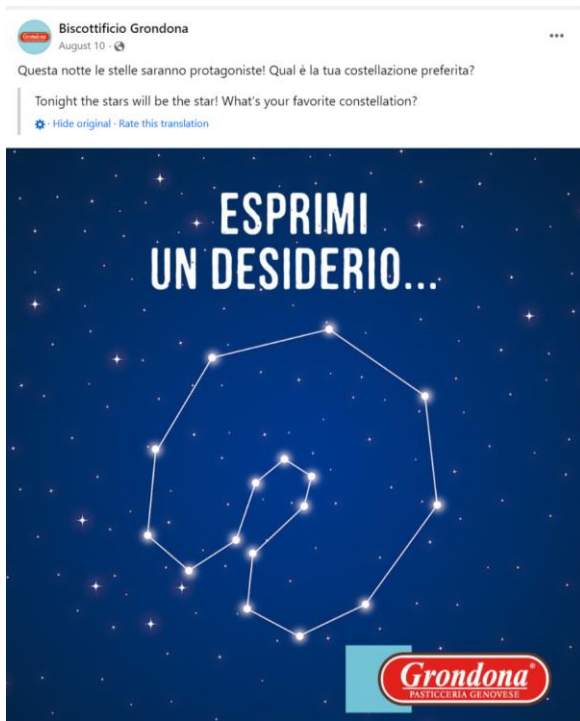 Biscottificio Grondona
August 10
Questa notte le stelle saranno protagoniste! Qual è la tua costellazione preferita?
Tonight the stars will be the star! What's your favorite constellation?
· Hide original · Rate this translation
ESPRIMI
UN DESIDERIO...
Grondona®
PASTICCERIA GENOVESE